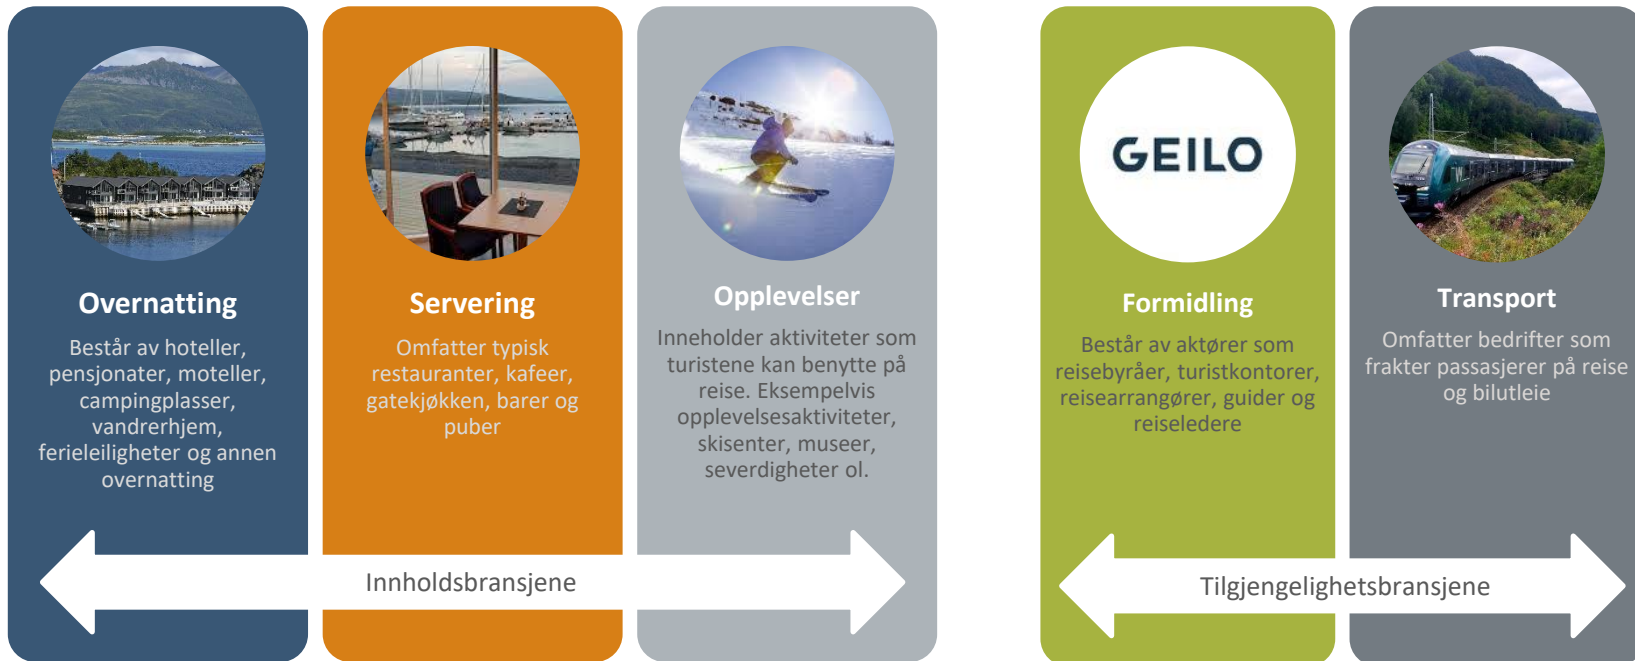 Overnatting
Består av hoteller,
pensjonater, moteller,
campingplasser,
vandrerhjem,
ferieleiligheter og annen
overnatting
Servering
Omfatter typisk
restauranter, kafeer,
gatekjøkken, barer og
puber
Opplevelser
Inneholder aktiviteter som
turistene kan benytte på
reise. Eksempelvis
opplevelsesaktiviteter,
skisenter, museer,
severdigheter ol.
Innholdsbransjene
GEILO
Formidling
Består av aktører som
reisebyråer, turistkontorer,
reisearrangører, guider og
reiseledere
Transport
Omfatter bedrifter som
frakter passasjerer på reise
og bilutleie
Tilgjengelighetsbransjene